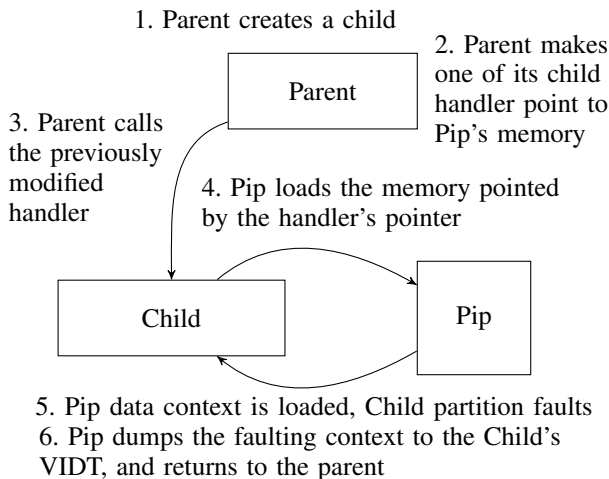 1. Parent creates a child
2. Parent makes
one of its child
handler point to
Pip's memory
Parent
3. Parent calls
the previously
modified
handler
4. Pip loads the memory pointed
by the handler's pointer
Child
Pip
5. Pip data context is loaded, Child partition faults
6. Pip dumps the faulting context to the Child's
VIDT, and returns to the parent